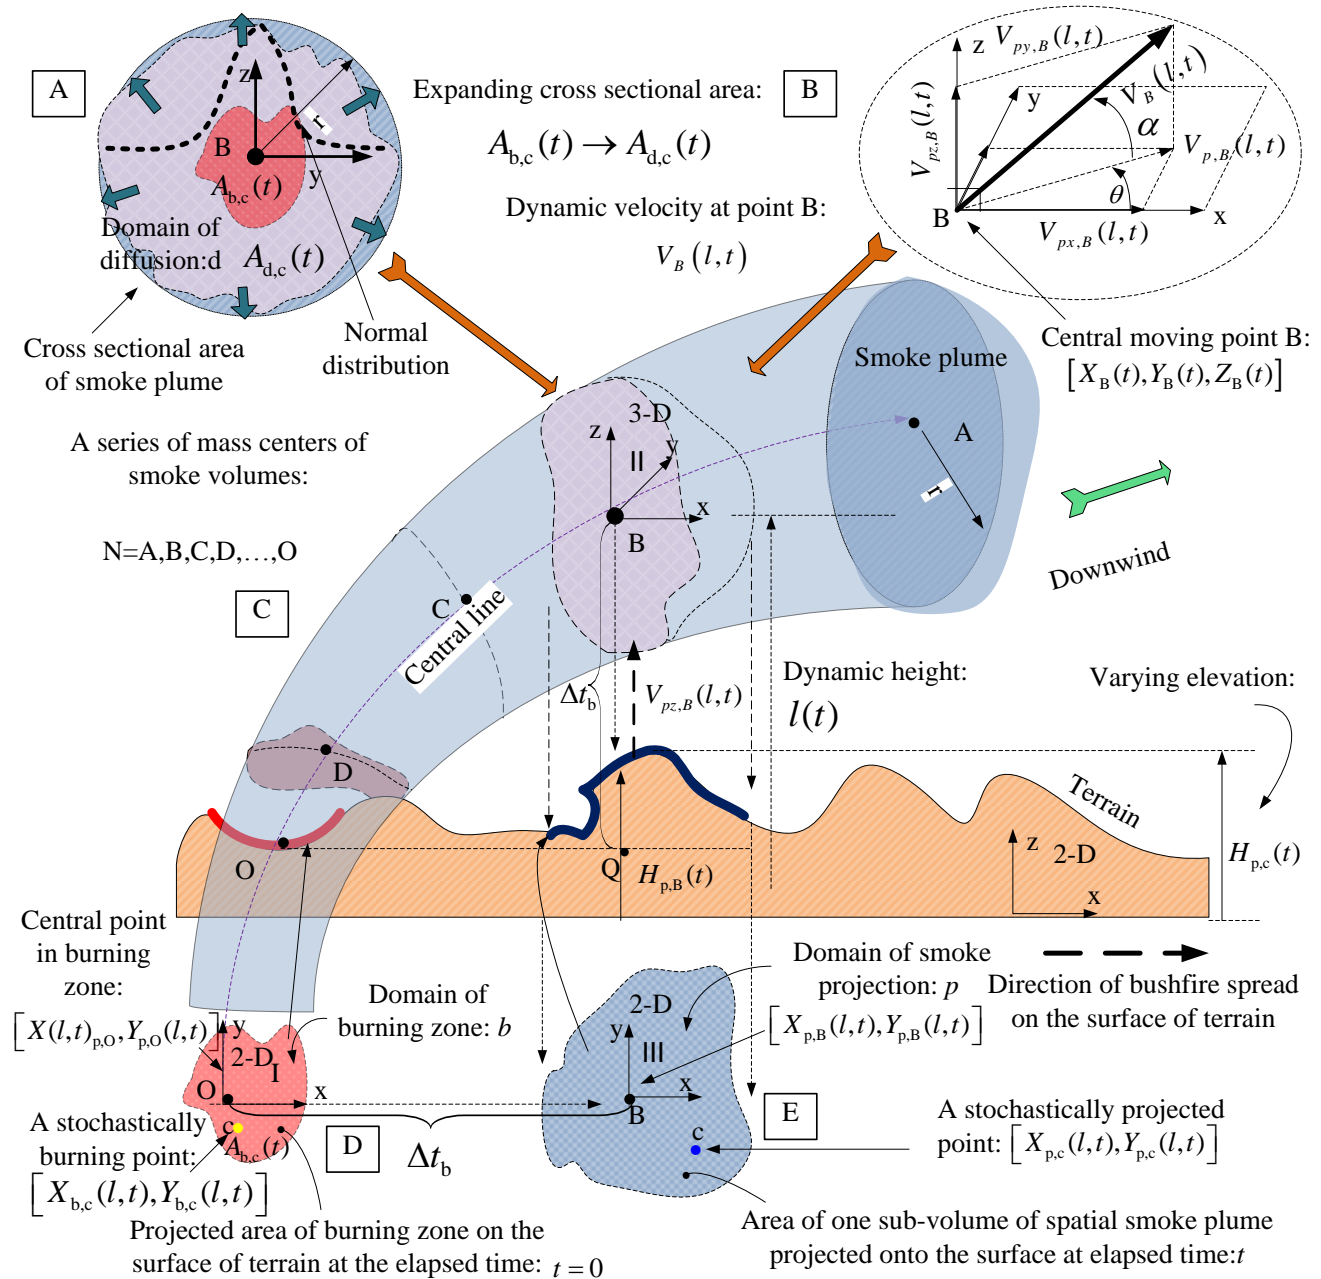 A
z
r
B
y
A_b,c(t)
Domain of
diffusion:d
A_d,c(t)
Cross sectional area
of smoke plume
Normal
distribution
Expanding cross sectional area:
A_b,c(t) → A_d,c(t)
Dynamic velocity at point B:
V_B(l,t)
B
z
V_py,B(l,t)
V_B(l,t)
y
V_pz,B(l,t)
α
V_p,B(l,t)
θ
B
x
V_px,B(l,t)
Central moving point B:
[X_B(t),Y_B(t),Z_B(t)]
Smoke plume
A
r
Downwind
A series of mass centers of
smoke volumes:
N=A,B,C,D,…,O
C
3-D
z
y
II
x
B
C
Central line
Δt_b
V_pz,B(l,t)
Dynamic height:
l(t)
Varying elevation:
D
O
Q
H_p,B(t)
Terrain
z
2-D
x
H_p,c(t)
Central point
in burning
zone:
[X(l,t)_p,O,Y_p,O(l,t)]
Domain of
burning zone: b
y
2-D
I
O
x
c
A_b,c(t)
A stochastically
burning point:
[X_b,c(l,t),Y_b,c(l,t)]
D
Δt_b
Projected area of burning zone on the
surface of terrain at the elapsed time: t = 0
2-D
y
III
x
B
c
Domain of smoke
projection: p
[X_p,B(l,t),Y_p,B(l,t)]
Direction of bushfire spread
on the surface of terrain
E
A stochastically projected
point: [X_p,c(l,t),Y_p,c(l,t)]
Area of one sub-volume of spatial smoke plume
projected onto the surface at elapsed time:t